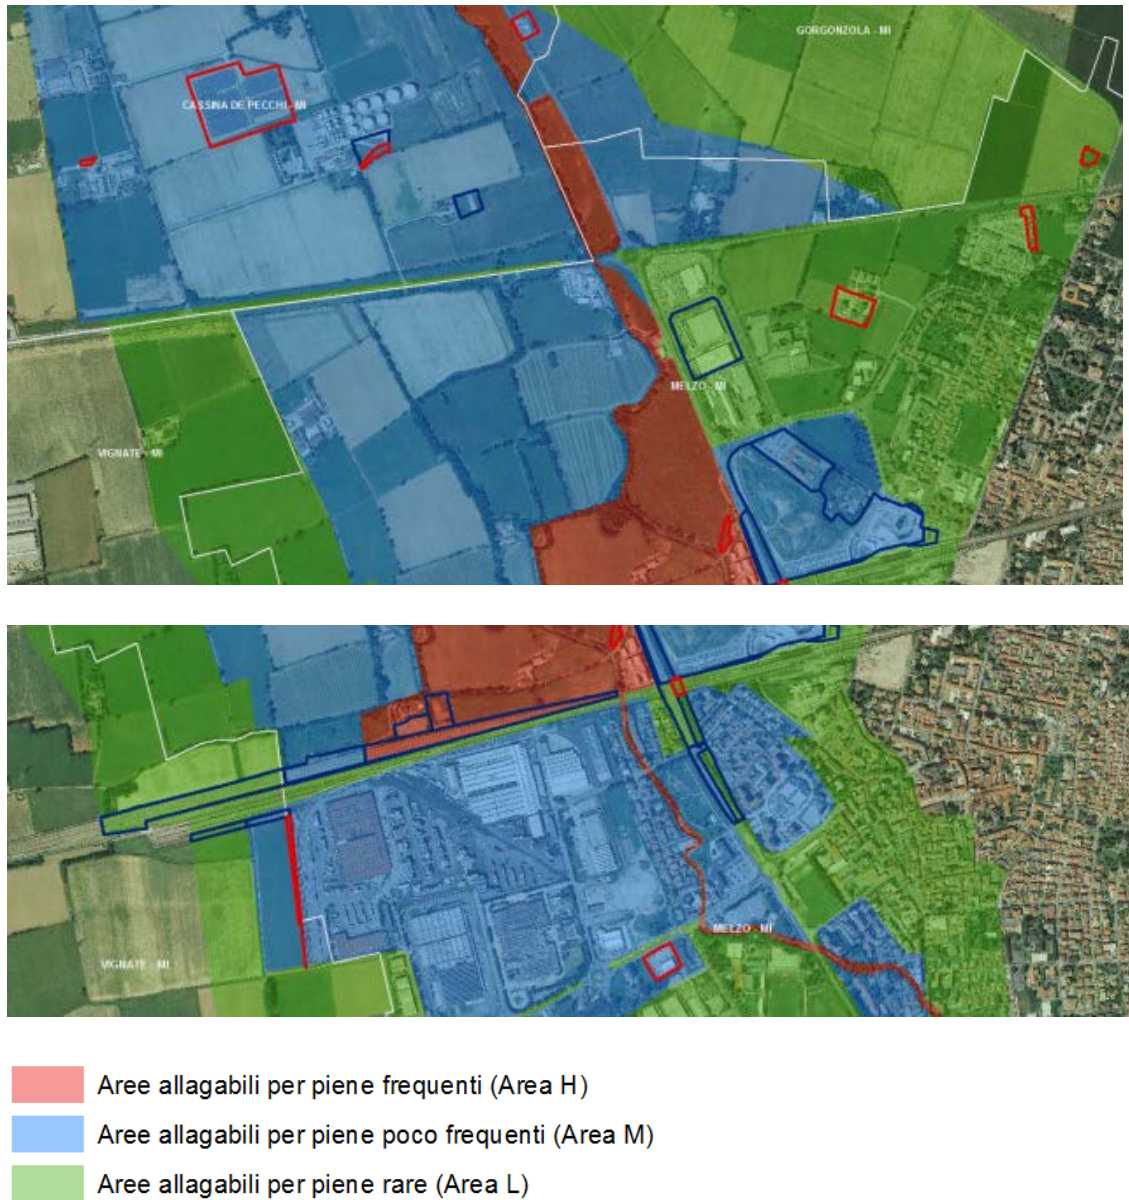 GORGONZOLA - MI
CASSINA DE PECCHI - MI
MELZO - MI
VIGNATE - MI
MELZO - MI
VIGNATE - MI
Aree allagabili per piene frequenti (Area H)
Aree allagabili per piene poco frequenti (Area M)
Aree allagabili per piene rare (Area L)